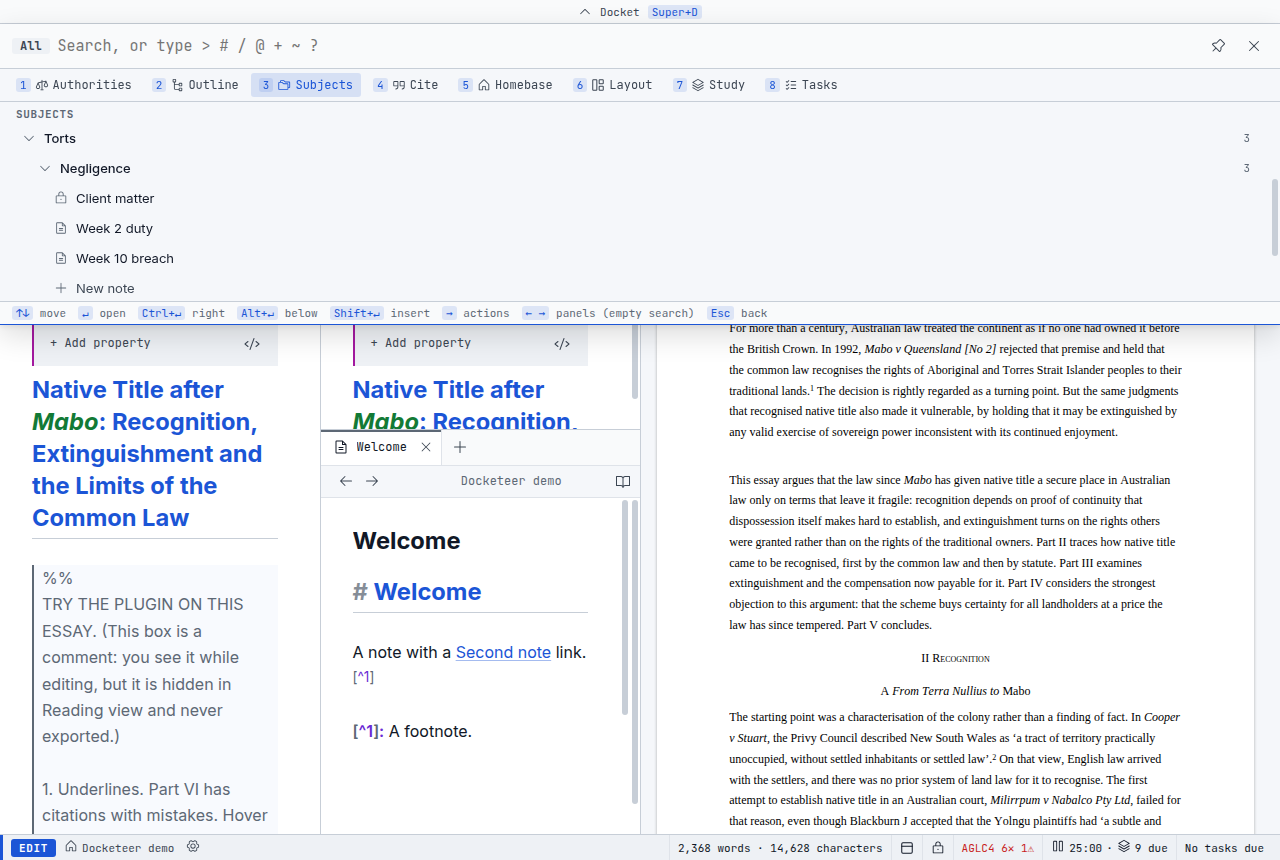 Docket Super+D
All Search, or type > # / @ + ~ ?
1 Authorities 2 Outline 3 Subjects 4 Cite 5 Homebase 6 Layout 7 Study 8 Tasks
SUBJECTS
Torts 3
Negligence 3
Client matter
Week 2 duty
Week 10 breach
New note
↑↓ move ↵ open Ctrl+↵ right Alt+↵ below Shift+↵ insert → actions ← → panels (empty search) Esc back
+ Add property </>
Native Title after
Mabo: Recognition,
Extinguishment and
the Limits of the
Common Law
%%
TRY THE PLUGIN ON THIS
ESSAY. (This box is a
comment: you see it while
editing, but it is hidden in
Reading view and never
exported.)
1. Underlines. Part VI has
citations with mistakes. Hover
+ Add property </>
Native Title after
Mabo: Recognition,
Welcome
Docketeer demo
Welcome
# Welcome
A note with a Second note link.
[^1]
[^1]: A footnote.
For more than a century, Australian law treated the continent as if no one had owned it before
the British Crown. In 1992, Mabo v Queensland [No 2] rejected that premise and held that
the common law recognises the rights of Aboriginal and Torres Strait Islander peoples to their
traditional lands.¹ The decision is rightly regarded as a turning point. But the same judgments
that recognised native title also made it vulnerable, by holding that it may be extinguished by
any valid exercise of sovereign power inconsistent with its continued enjoyment.
This essay argues that the law since Mabo has given native title a secure place in Australian
law only on terms that leave it fragile: recognition depends on proof of continuity that
dispossession itself makes hard to establish, and extinguishment turns on the rights others
were granted rather than on the rights of the traditional owners. Part II traces how native title
came to be recognised, first by the common law and then by statute. Part III examines
extinguishment and the compensation now payable for it. Part IV considers the strongest
objection to this argument: that the scheme buys certainty for all landholders at a price the
law has since tempered. Part V concludes.
II Recognition
A From Terra Nullius to Mabo
The starting point was a characterisation of the colony rather than a finding of fact. In Cooper
v Stuart, the Privy Council described New South Wales as ‘a tract of territory practically
unoccupied, without settled inhabitants or settled law’.² On that view, English law arrived
with the settlers, and there was no prior system of land law for it to recognise. The first
attempt to establish native title in an Australian court, Milirrpum v Nabalco Pty Ltd, failed for
that reason, even though Blackburn J accepted that the Yolngu plaintiffs had ‘a subtle and
EDIT Docketeer demo 2,368 words · 14,628 characters AGLC4 6× 1⚠ 25:00 · 9 due No tasks due